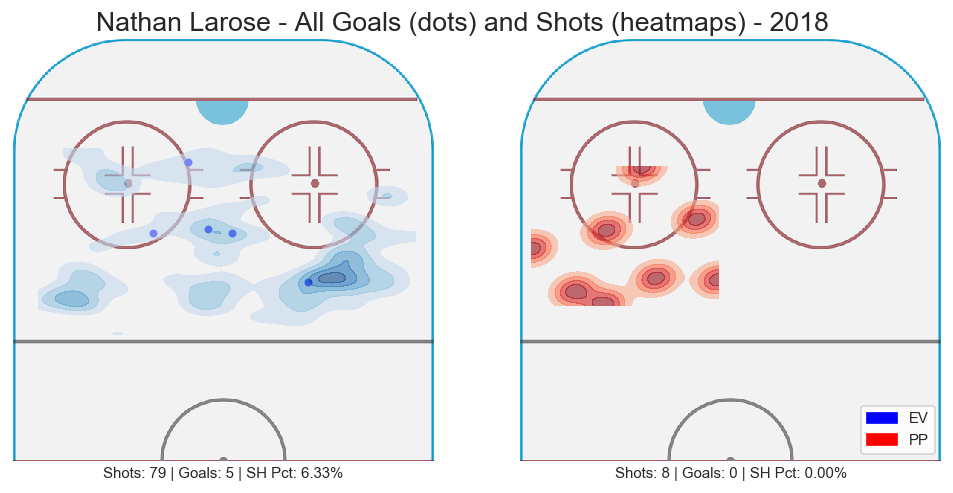 Nathan Larose - All Goals (dots) and Shots (heatmaps) - 2018
EV
PP
Shots: 79 | Goals: 5 | SH Pct: 6.33%
Shots: 8 | Goals: 0 | SH Pct: 0.00%